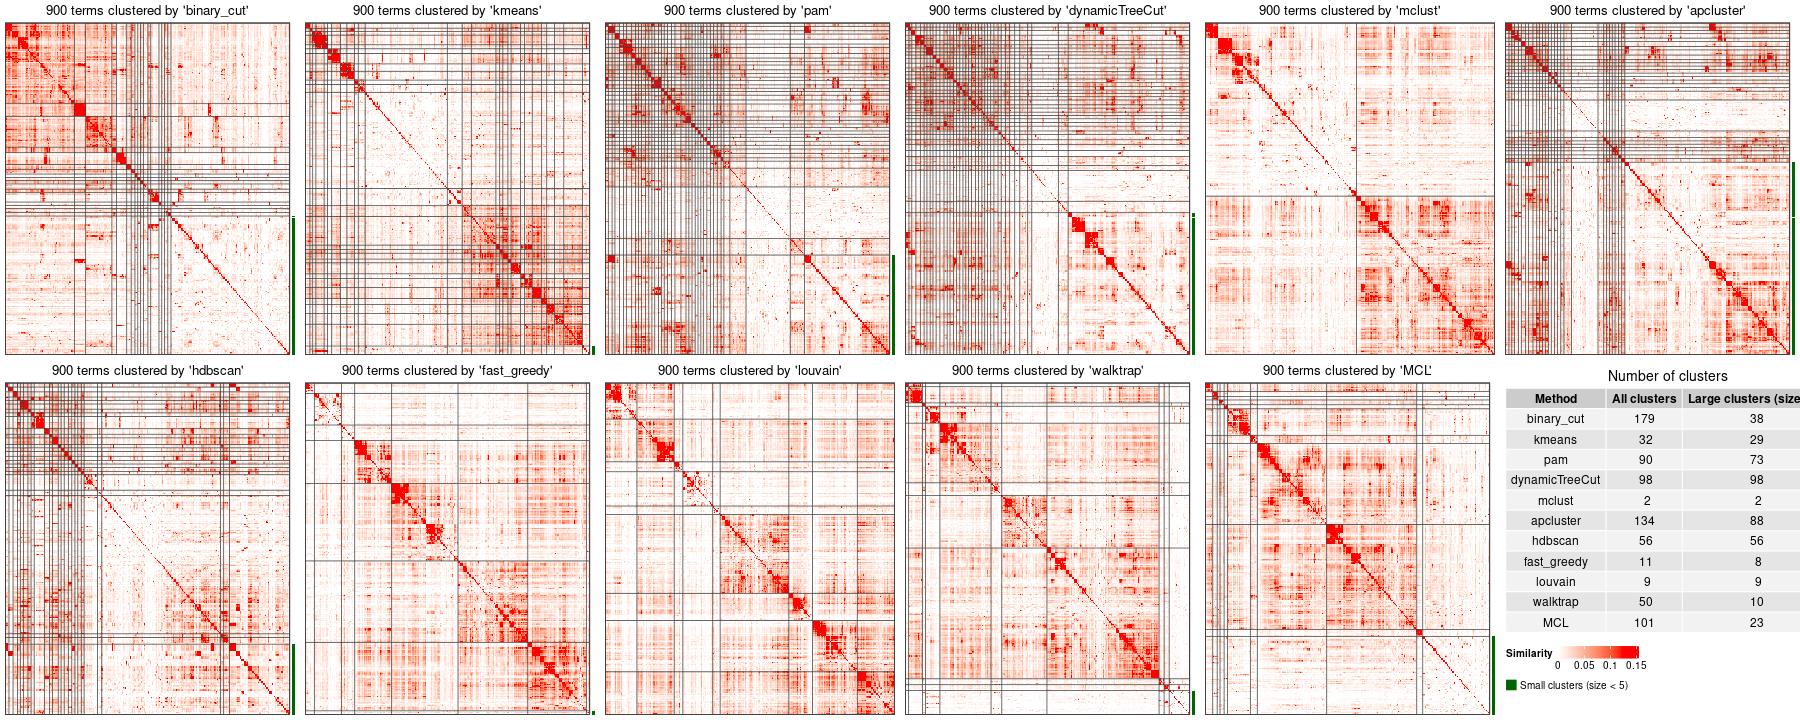 900 terms clustered by 'binary_cut'
900 terms clustered by 'kmeans'
900 terms clustered by 'pam'
900 terms clustered by 'dynamicTreeCut'
900 terms clustered by 'mclust'
900 terms clustered by 'apcluster'
900 terms clustered by 'hdbscan'
900 terms clustered by 'fast_greedy'
900 terms clustered by 'louvain'
900 terms clustered by 'walktrap'
900 terms clustered by 'MCL'
Number of clusters
Method All clusters Large clusters (size
binary_cut 179 38
kmeans 32 29
pam 90 73
dynamicTreeCut 98 98
mclust 2 2
apcluster 134 88
hdbscan 56 56
fast_greedy 11 8
louvain 9 9
walktrap 50 10
MCL 101 23
Similarity
0 0.05 0.1 0.15
Small clusters (size < 5)